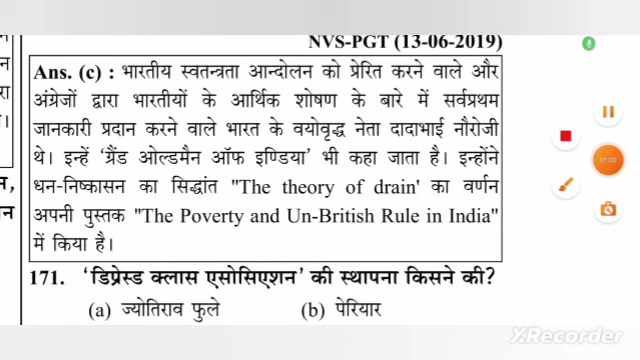 न
NVS-PGT (13-06-2019)
Ans. (c) : भारतीय स्वतन्त्रता आन्दोलन को प्रेरित करने वाले और
अंग्रेजों द्वारा भारतीयों के आर्थिक शोषण के बारे में सर्वप्रथम
जानकारी प्रदान करने वाले भारत के वयोवृद्ध नेता दादाभाई नौरोजी
थे। इन्हें ‘ग्रैंड ओल्डमैन ऑफ इण्डिया’ भी कहा जाता है। इन्होंने
धन-निष्कासन का सिद्धांत "The theory of drain' का वर्णन
अपनी पुस्तक "The Poverty and Un-British Rule in India"
में किया है।
171. ‘डिप्रेस्ड क्लास एसोसिएशन’ की स्थापना किसने की?
(a) ज्योतिराव फुले (b) पेरियार
01:00
XRecorder